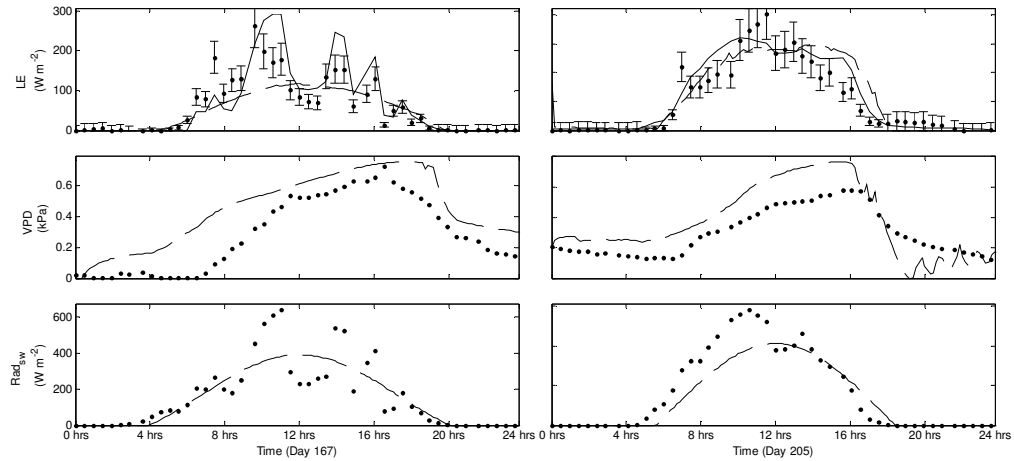 300
200
100
0
LE
(W m-2)
0.6
0.4
0.2
0
VPD
(kPa)
600
400
200
0
Radsw
(W m-2)
0 hrs 4 hrs 8 hrs 12 hrs 16 hrs 20 hrs 24 hrs
Time (Day 167)
0 hrs 4 hrs 8 hrs 12 hrs 16 hrs 20 hrs 24 hrs
Time (Day 205)